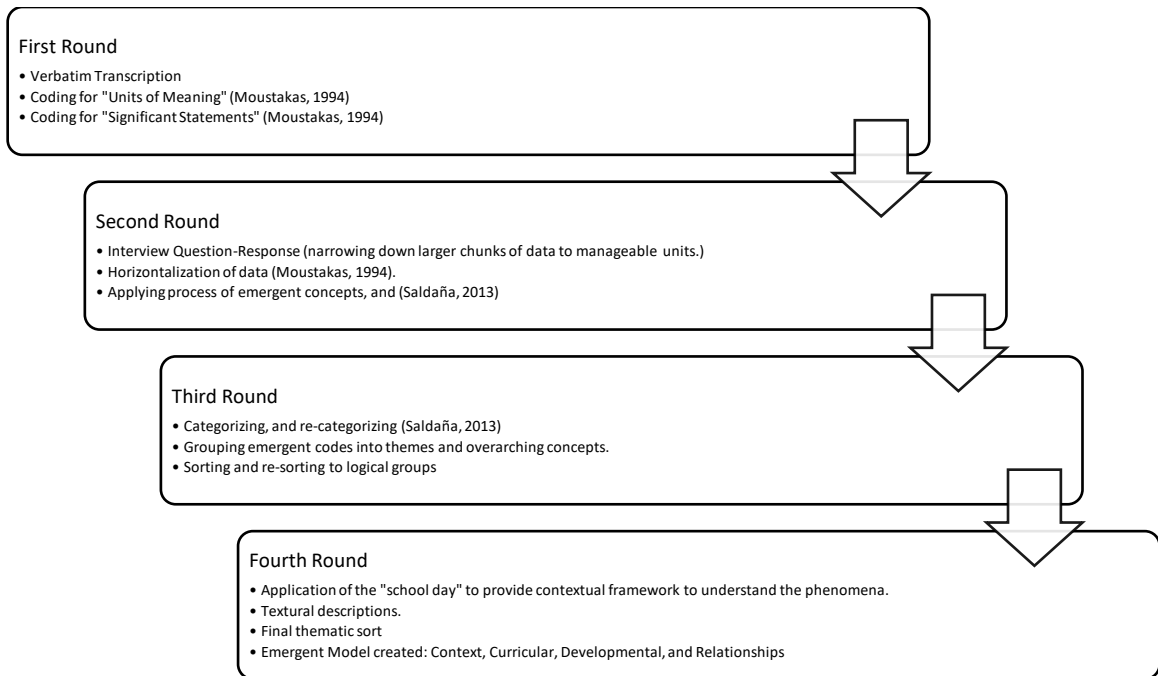 First Round
• Verbatim Transcription
• Coding for "Units of Meaning" (Moustakas, 1994)
• Coding for "Significant Statements" (Moustakas, 1994)
Second Round
• Interview Question-Response (narrowing down larger chunks of data to manageable units.)
• Horizontalization of data (Moustakas, 1994).
• Applying process of emergent concepts, and (Saldaña, 2013)
Third Round
• Categorizing, and re-categorizing (Saldaña, 2013)
• Grouping emergent codes into themes and overarching concepts.
• Sorting and re-sorting to logical groups
Fourth Round
• Application of the "school day" to provide contextual framework to understand the phenomena.
• Textural descriptions.
• Final thematic sort
• Emergent Model created: Context, Curricular, Developmental, and Relationships